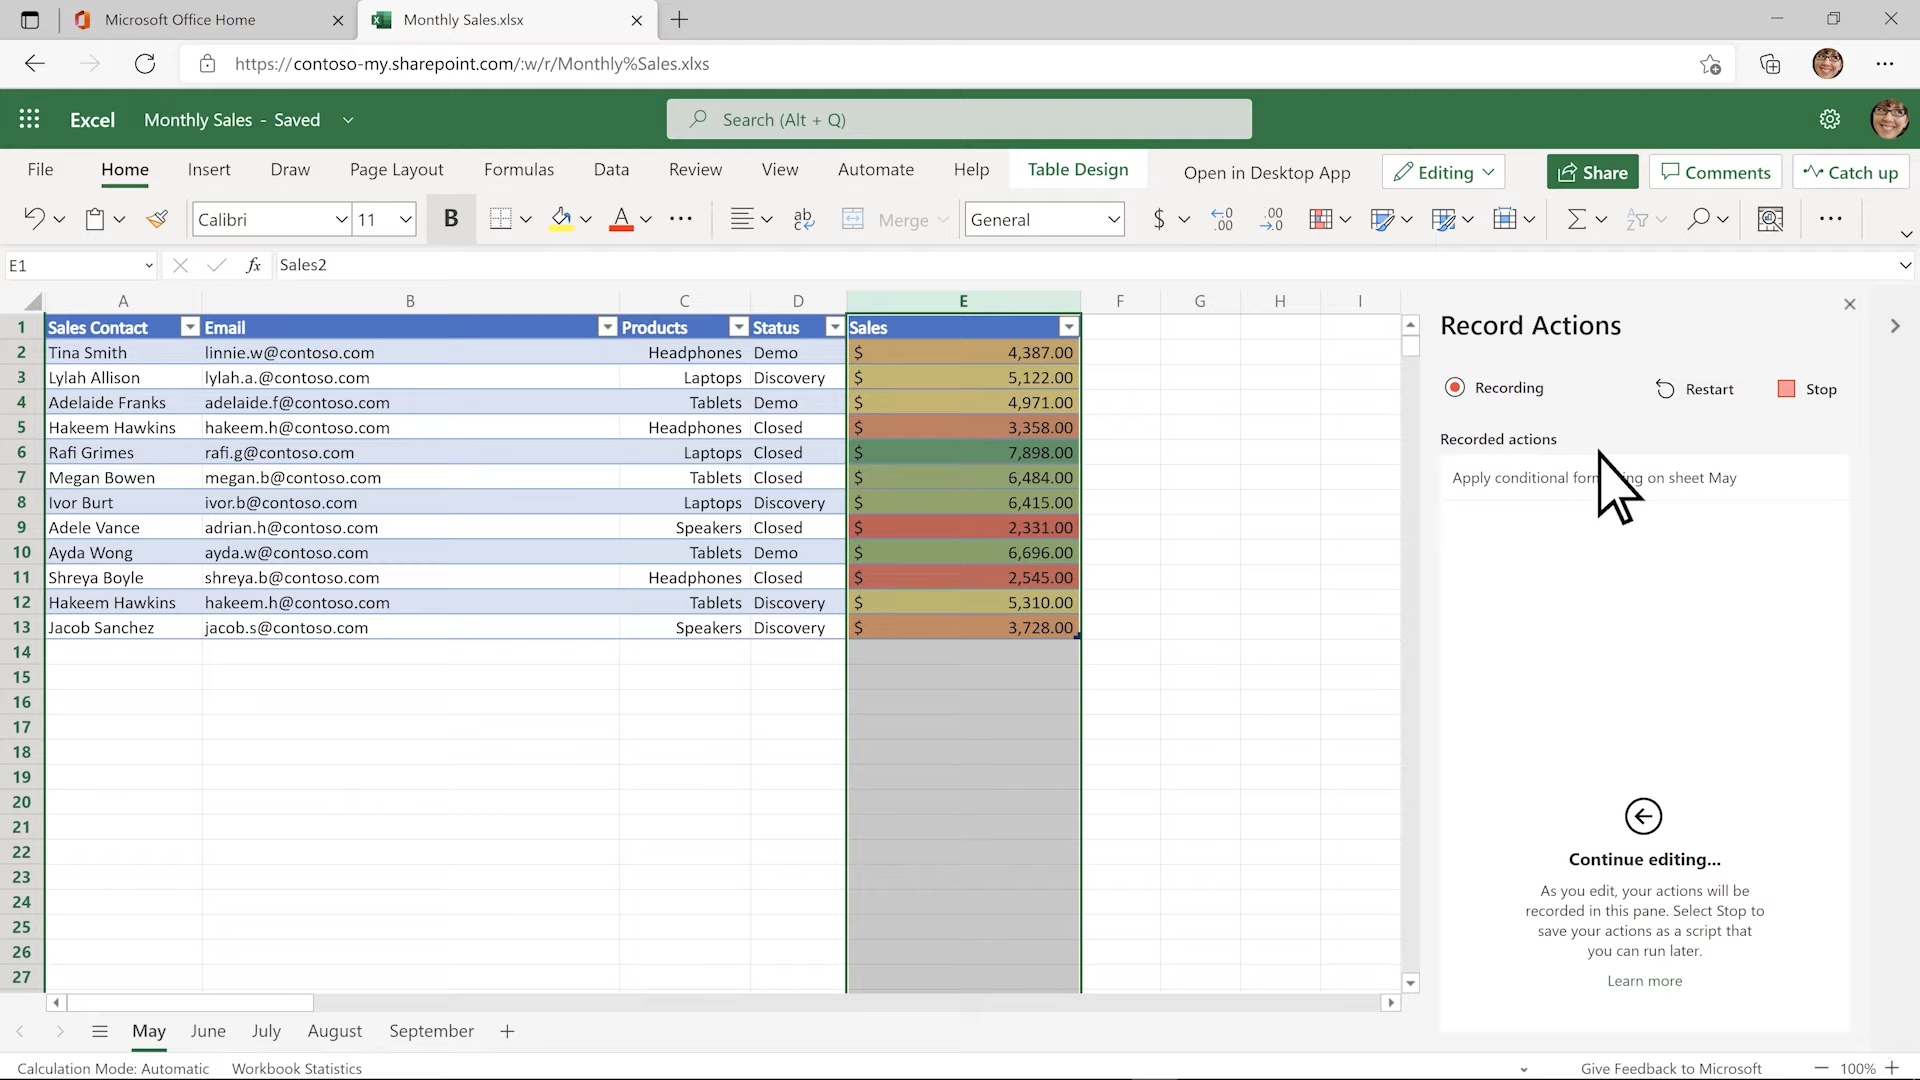 Microsoft Office Home
Monthly Sales.xlsx
https://contoso-my.sharepoint.com/:w/r/Monthly%Sales.xlxs
Excel Monthly Sales - Saved Search (Alt + Q)
File Home Insert Draw Page Layout Formulas Data Review View Automate Help Table Design Open in Desktop App Editing Share Comments Catch up
Calibri 11 B A ab Merge General $ .00 .00
E1 fx Sales2
A B C D E F G H I
1 Sales Contact Email Products Status Sales
2 Tina Smith linnie.w@contoso.com Headphones Demo $ 4,387.00
3 Lylah Allison lylah.a.@contoso.com Laptops Discovery $ 5,122.00
4 Adelaide Franks adelaide.f@contoso.com Tablets Demo $ 4,971.00
5 Hakeem Hawkins hakeem.h@contoso.com Headphones Closed $ 3,358.00
6 Rafi Grimes rafi.g@contoso.com Laptops Closed $ 7,898.00
7 Megan Bowen megan.b@contoso.com Tablets Closed $ 6,484.00
8 Ivor Burt ivor.b@contoso.com Laptops Discovery $ 6,415.00
9 Adele Vance adrian.h@contoso.com Speakers Closed $ 2,331.00
10 Ayda Wong ayda.w@contoso.com Tablets Demo $ 6,696.00
11 Shreya Boyle shreya.b@contoso.com Headphones Closed $ 2,545.00
12 Hakeem Hawkins hakeem.h@contoso.com Tablets Discovery $ 5,310.00
13 Jacob Sanchez jacob.s@contoso.com Speakers Discovery $ 3,728.00
14
15
16
17
18
19
20
21
22
23
24
25
26
27
Record Actions
Recording Restart Stop
Recorded actions
Apply conditional on sheet May
Continue editing...
As you edit, your actions will be
recorded in this pane. Select Stop to
save your actions as a script that
you can run later.
Learn more
May June July August September
Calculation Mode: Automatic Workbook Statistics Give Feedback to Microsoft 100%